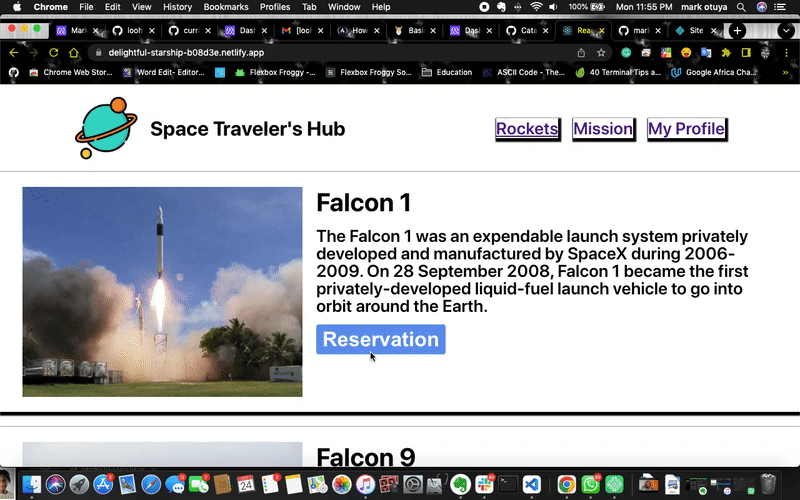 Chrome File Edit View History Bookmarks Profiles Tab Window Help 100% Mon 11:55 PM mark otuya
Mar looh curr Dash [loo How Basi Das Cata Rea mar Site
delightful-starship-b08d3e.netlify.app
Chrome Web Stor... Word Edit- Editor... Flexbox Froggy -... Flexbox Froggy So... Education ASCII Code - The... 40 Terminal Tips a... Google Africa Cha...
Space Traveler's Hub
Rockets Mission My Profile
Falcon 1
The Falcon 1 was an expendable launch system privately
developed and manufactured by SpaceX during 2006-
2009. On 28 September 2008, Falcon 1 became the first
privately-developed liquid-fuel launch vehicle to go into
orbit around the Earth.
Reservation
Falcon 9